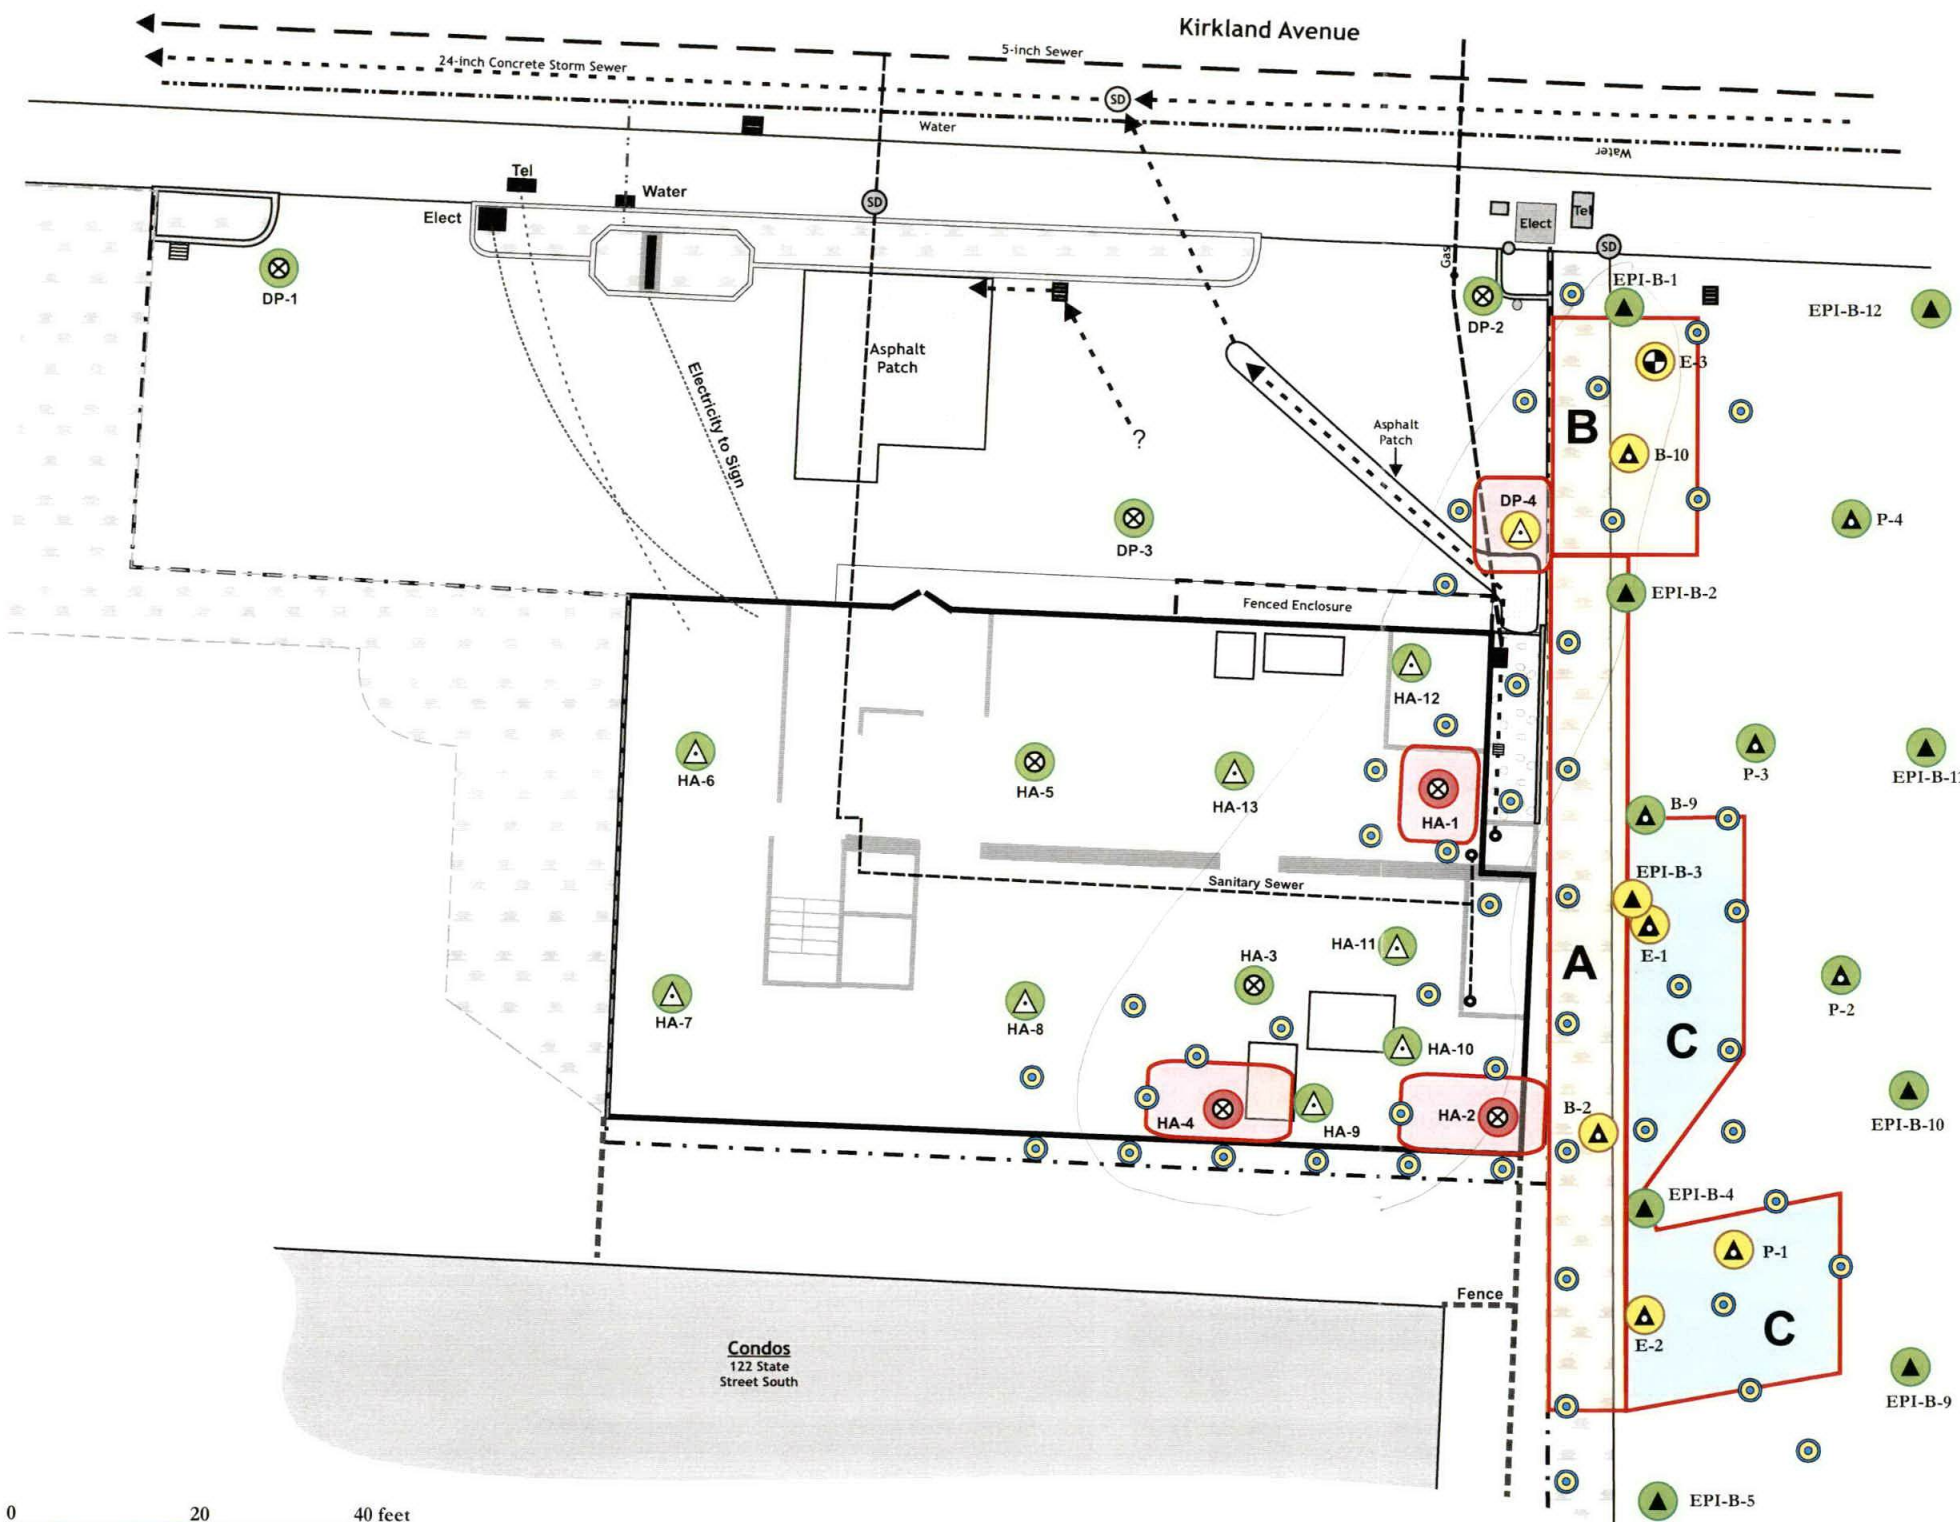 Kirkland Avenue
5-inch Sewer
24-inch Concrete Storm Sewer
SD
Water
Water
Tel
Water
Elect
SD
Elect
Tel
SD
Gas
DP-1
DP-2
EPI-B-1
EPI-B-12
E-3
Asphalt
Patch
Electricity to Sign
?
Asphalt
Patch
B
B-10
DP-4
P-4
DP-3
EPI-B-2
Fenced Enclosure
HA-12
HA-6
HA-5
HA-13
HA-1
P-3
EPI-B-11
B-9
EPI-B-3
Sanitary Sewer
HA-11
HA-3
E-1
A
P-2
HA-7
HA-8
HA-10
C
HA-4
HA-9
HA-2
B-2
EPI-B-10
EPI-B-4
P-1
Fence
E-2
C
Condos
122 State
Street South
EPI-B-9
EPI-B-5
0 20 40 feet